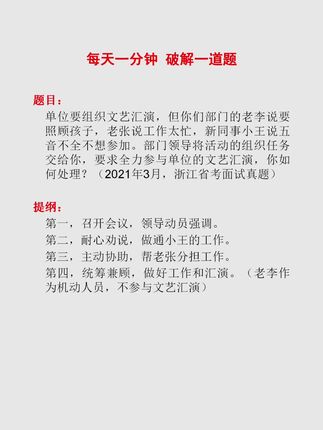 每天一分钟 破解一道题
题目：
单位要组织文艺汇演，但你们部门的老李说要
照顾孩子，老张说工作太忙，新同事小王说五
音不全不想参加。部门领导将活动的组织任务
交给你，要求全力参与单位的文艺汇演，你如
何处理？（2021年3月，浙江省考面试真题）
提纲：
第一，召开会议，领导动员强调。
第二，耐心劝说，做通小王的工作。
第三，主动协助，帮老张分担工作。
第四，统筹兼顾，做好工作和汇演。（老李作
为机动人员，不参与文艺汇演）